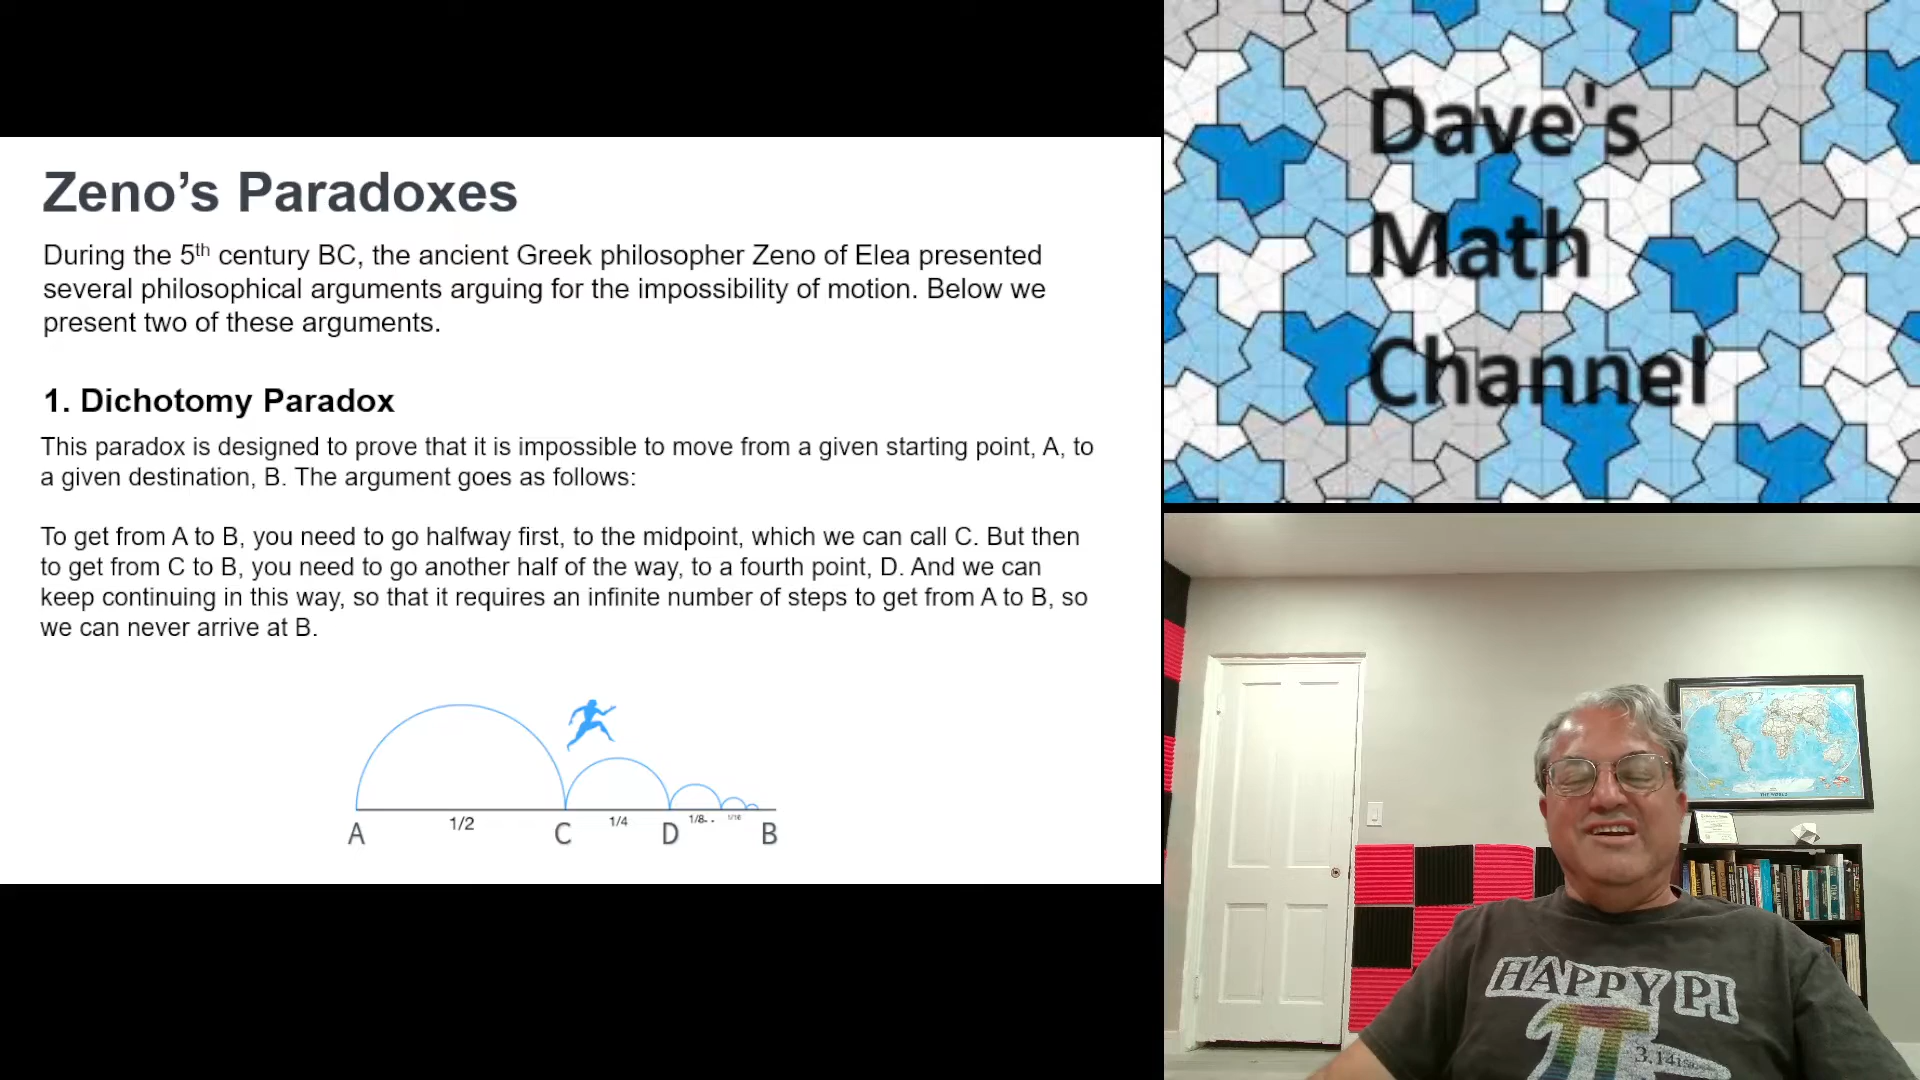 Zeno’s Paradoxes
During the 5th century BC, the ancient Greek philosopher Zeno of Elea presented
several philosophical arguments arguing for the impossibility of motion. Below we
present two of these arguments.
1. Dichotomy Paradox
This paradox is designed to prove that it is impossible to move from a given starting point, A, to
a given destination, B. The argument goes as follows:
To get from A to B, you need to go halfway first, to the midpoint, which we can call C. But then
to get from C to B, you need to go another half of the way, to a fourth point, D. And we can
keep continuing in this way, so that it requires an infinite number of steps to get from A to B, so
we can never arrive at B.
1/2 1/4 1/8.. 1/16
A C D B
Dave's
Math
Channel
THE WORLD
HAPPY PI
π